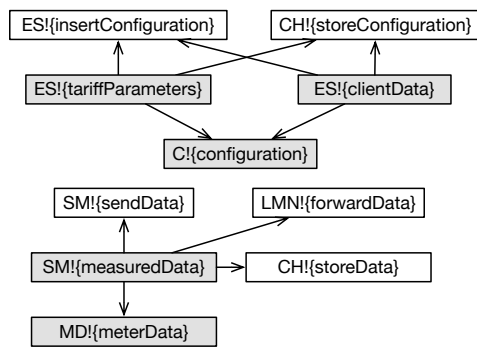 ES!{insertConfiguration}
CH!{storeConfiguration}
ES!{tariffParameters}
ES!{clientData}
C!{configuration}
SM!{sendData}
LMN!{forwardData}
SM!{measuredData}
CH!{storeData}
MD!{meterData}